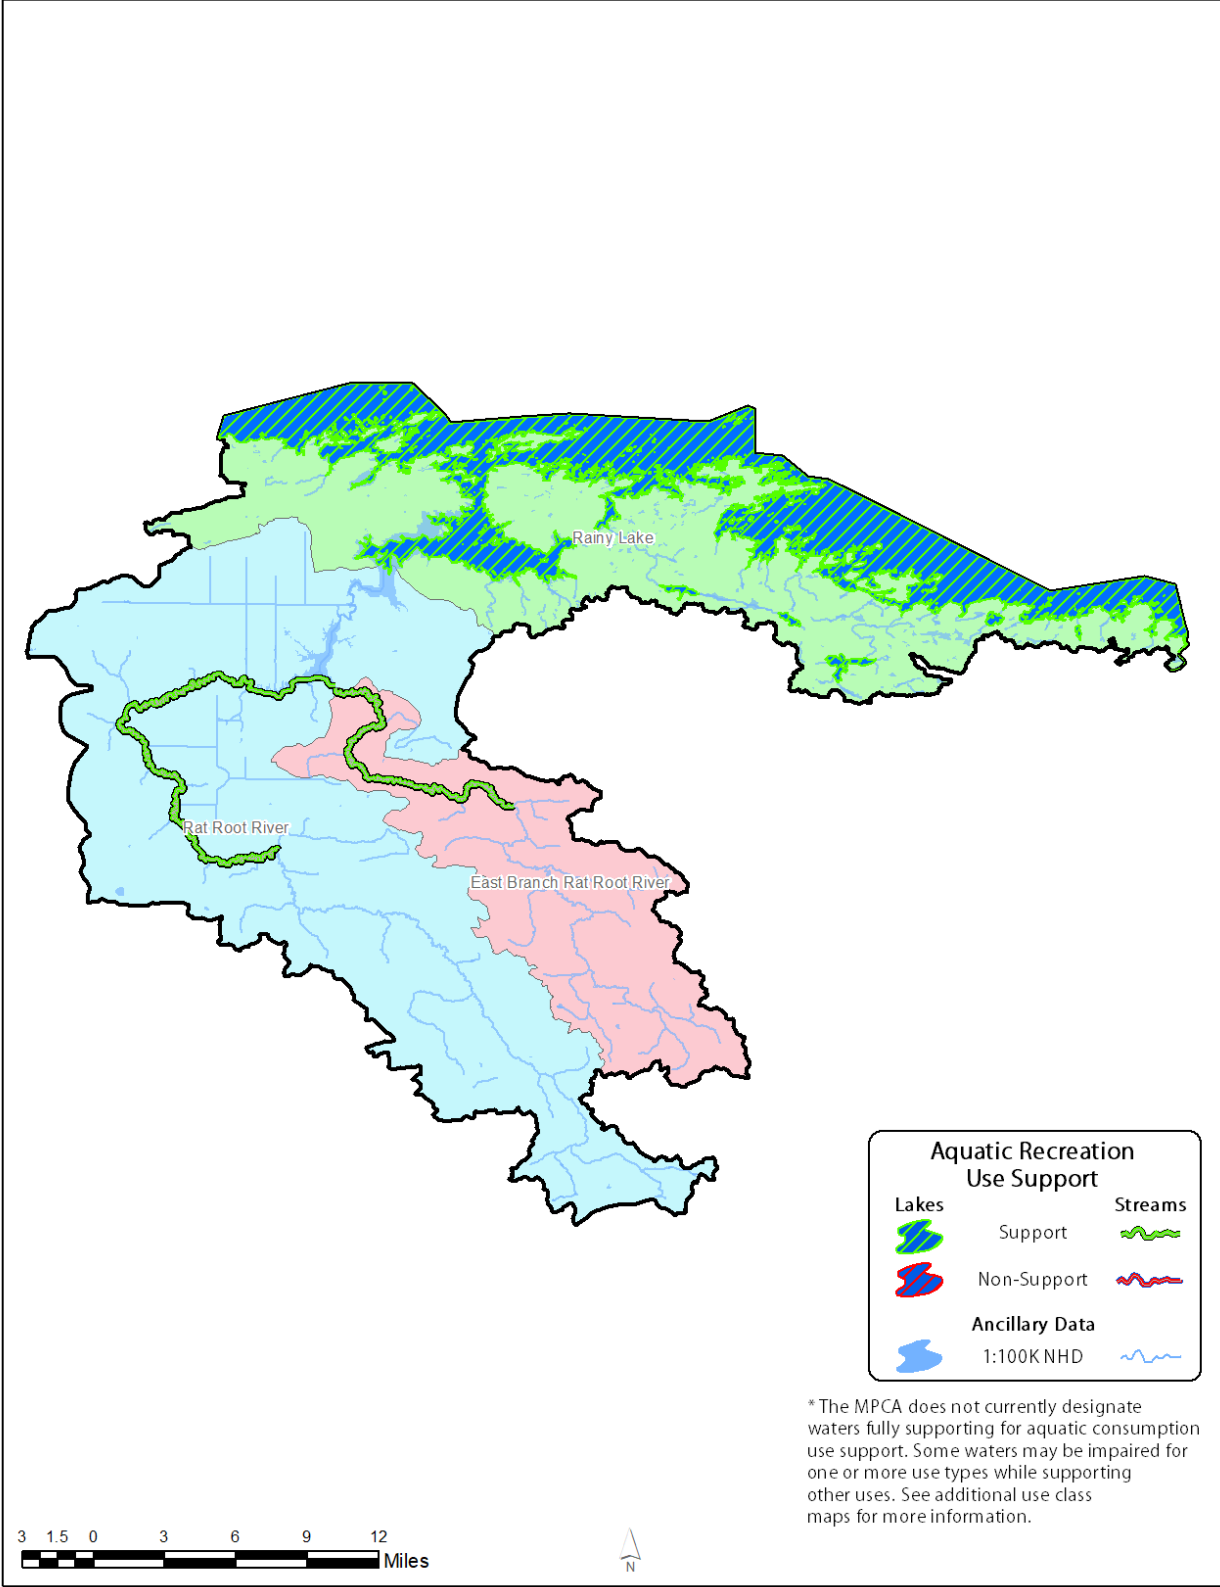 Rainy Lake
Rat Root River
East Branch Rat Root River
Aquatic Recreation
Use Support
Lakes
Streams
Support
Non-Support
Ancillary Data
1:100K NHD
* The MPCA does not currently designate
waters fully supporting for aquatic consumption
use support. Some waters may be impaired for
one or more use types while supporting
other uses. See additional use class
maps for more information.
3 1.5 0 3 6 9 12
Miles
N